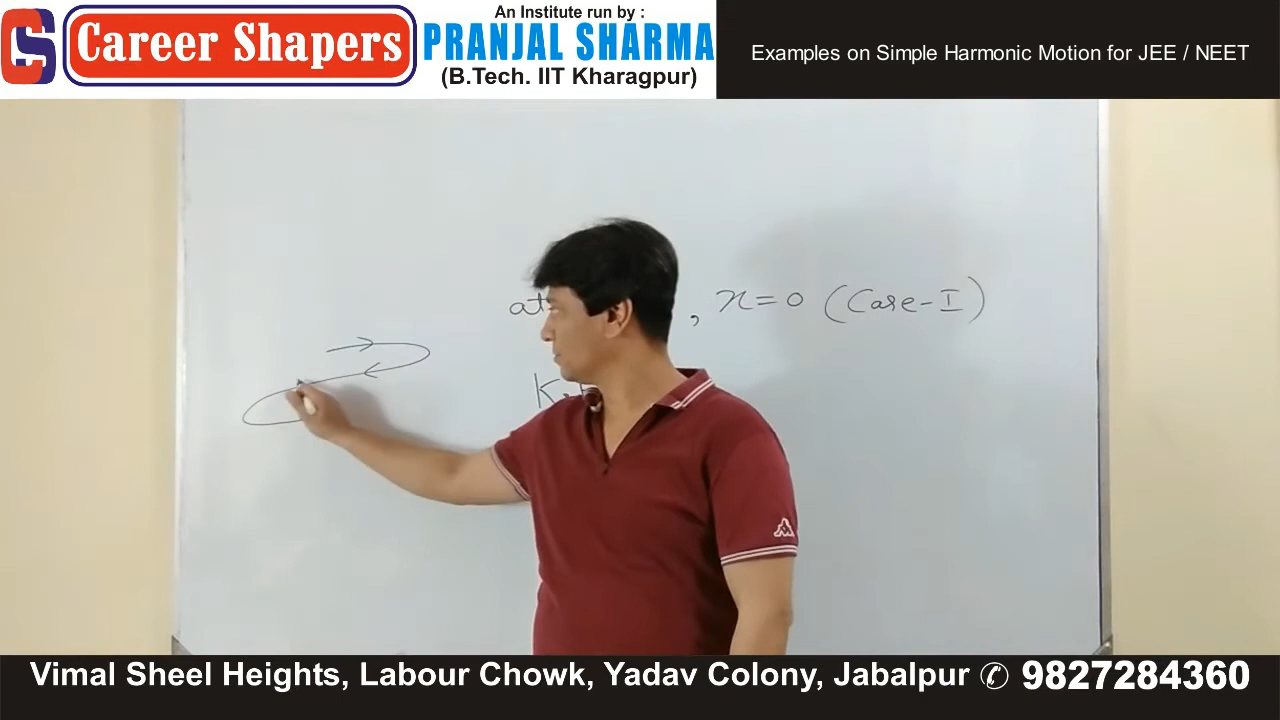 Career Shapers
An Institute run by :
PRANJAL SHARMA
(B.Tech. IIT Kharagpur)
Examples on Simple Harmonic Motion for JEE / NEET
at , x=0 (Case-I)
K.
Vimal Sheel Heights, Labour Chowk, Yadav Colony, Jabalpur ✆ 9827284360